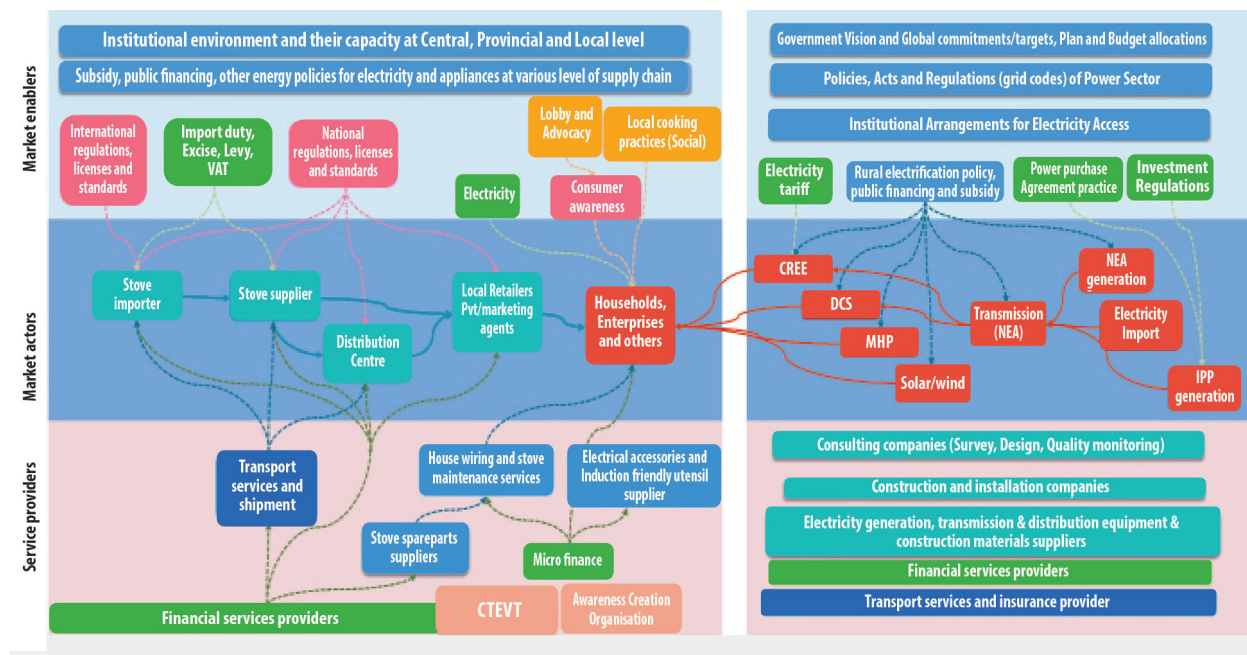 Market enablers
Institutional environment and their capacity at Central, Provincial and Local level
Subsidy, public financing, other energy policies for electricity and appliances at various level of supply chain
International
regulations,
licenses and
standards
Import duty,
Excise, Levy,
VAT
National
regulations, licenses
and standards
Lobby and
Advocacy
Local cooking
practices (Social)
Electricity
Consumer
awareness
Government Vision and Global commitments/targets, Plan and Budget allocations
Policies, Acts and Regulations (grid codes) of Power Sector
Institutional Arrangements for Electricity Access
Electricity
tariff
Rural electrification policy,
public financing and subsidy
Power purchase
Agreement practice
Investment
Regulations
Market actors
Stove
importer
Stove supplier
Distribution
Centre
Local Retailers
Pvt/marketing
agents
Households,
Enterprises
and others
CREE
DCS
MHP
Solar/wind
Transmission
(NEA)
NEA
generation
Electricity
Import
IPP
generation
Service providers
Transport
services and
shipment
House wiring and stove
maintenance services
Electrical accessories and
Induction friendly utensil
supplier
Stove spareparts
suppliers
Micro finance
Financial services providers
CTEVT
Awareness Creation
Organisation
Consulting companies (Survey, Design, Quality monitoring)
Construction and installation companies
Electricity generation, transmission & distribution equipment &
construction materials suppliers
Financial services providers
Transport services and insurance provider